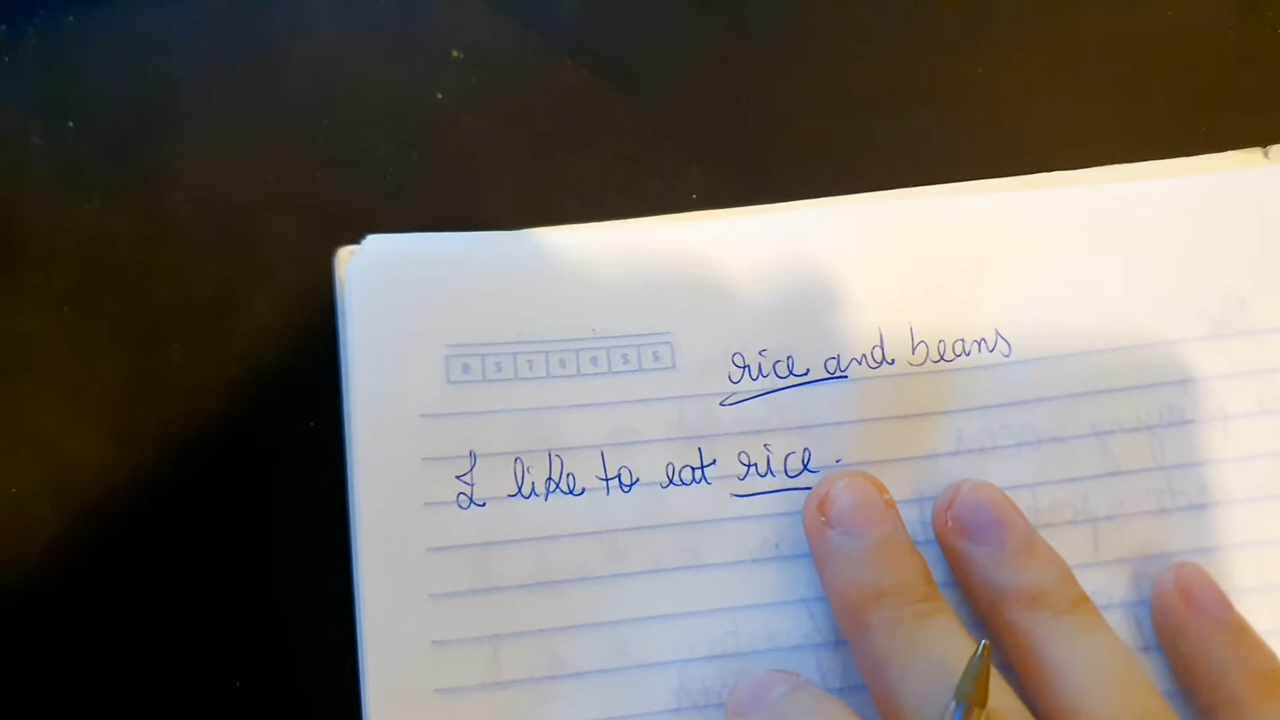 D S T Q Q S S
rice and beans
I like to eat rice.